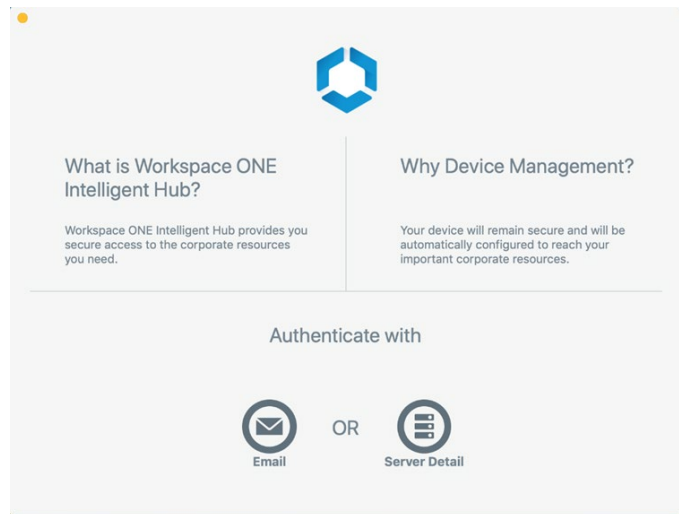 What is Workspace ONE
Intelligent Hub?
Workspace ONE Intelligent Hub provides you
secure access to the corporate resources
you need.
Why Device Management?
Your device will remain secure and will be
automatically configured to reach your
important corporate resources.
Authenticate with
OR
Email
Server Detail